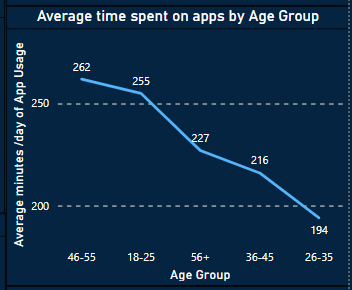 Average time spent on apps by Age Group
Average minutes /day of App Usage
262
255
250
227
216
200
194
46-55 18-25 56+ 36-45 26-35
Age Group